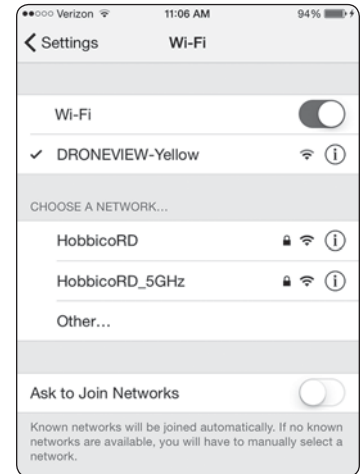 Verizon 11:06 AM 94%
Settings Wi-Fi
Wi-Fi
DRONEVIEW-Yellow
CHOOSE A NETWORK...
HobbicoRD
HobbicoRD_5GHz
Other...
Ask to Join Networks
Known networks will be joined automatically. If no known
networks are available, you will have to manually select a
network.